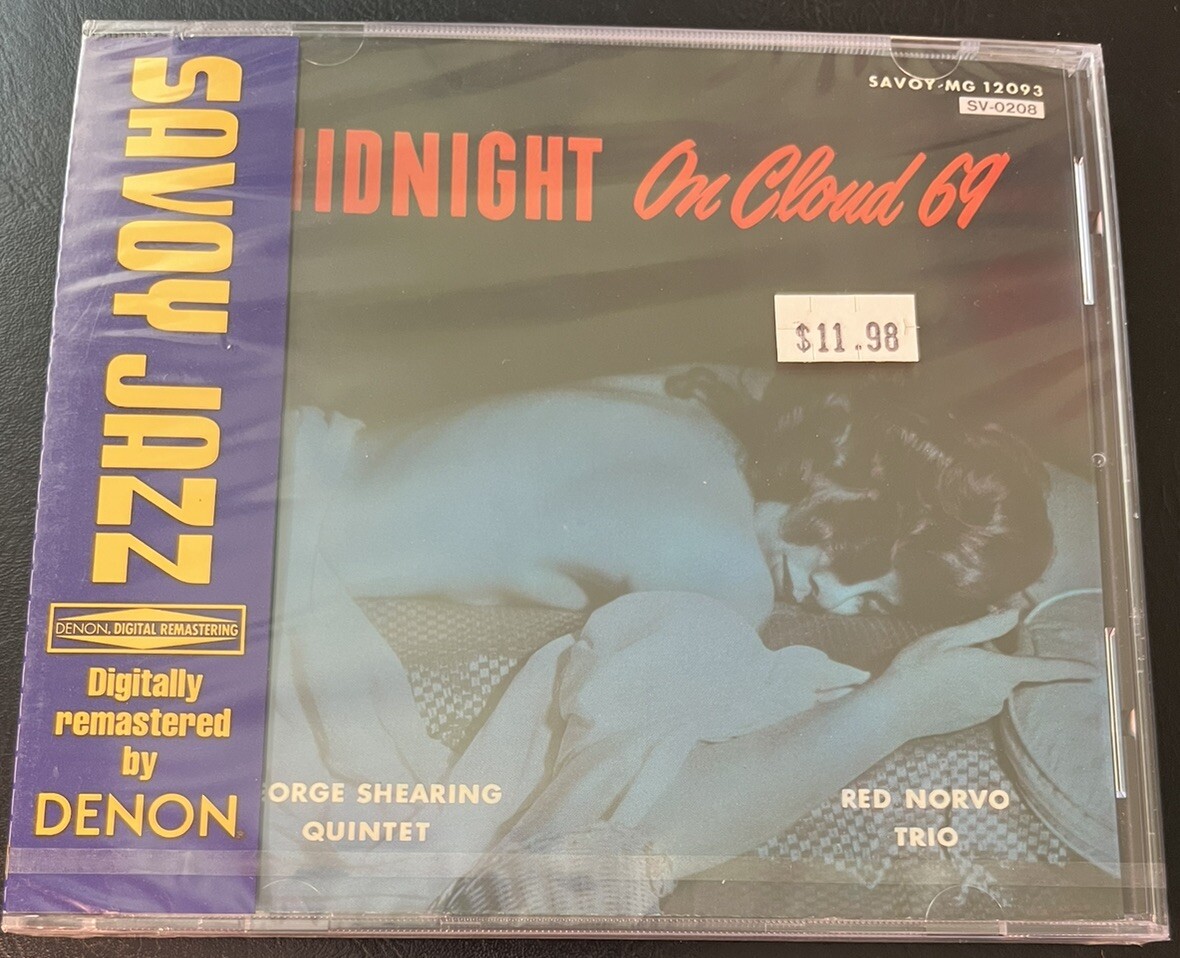 SAVOY JAZZ
DENON. DIGITAL REMASTERING
Digitally
remastered
by
DENON
SAVOY-MG 12093
SV-0208
MIDNIGHT On Cloud 69
$11.98
ORGE SHEARING
QUINTET
RED NORVO
TRIO